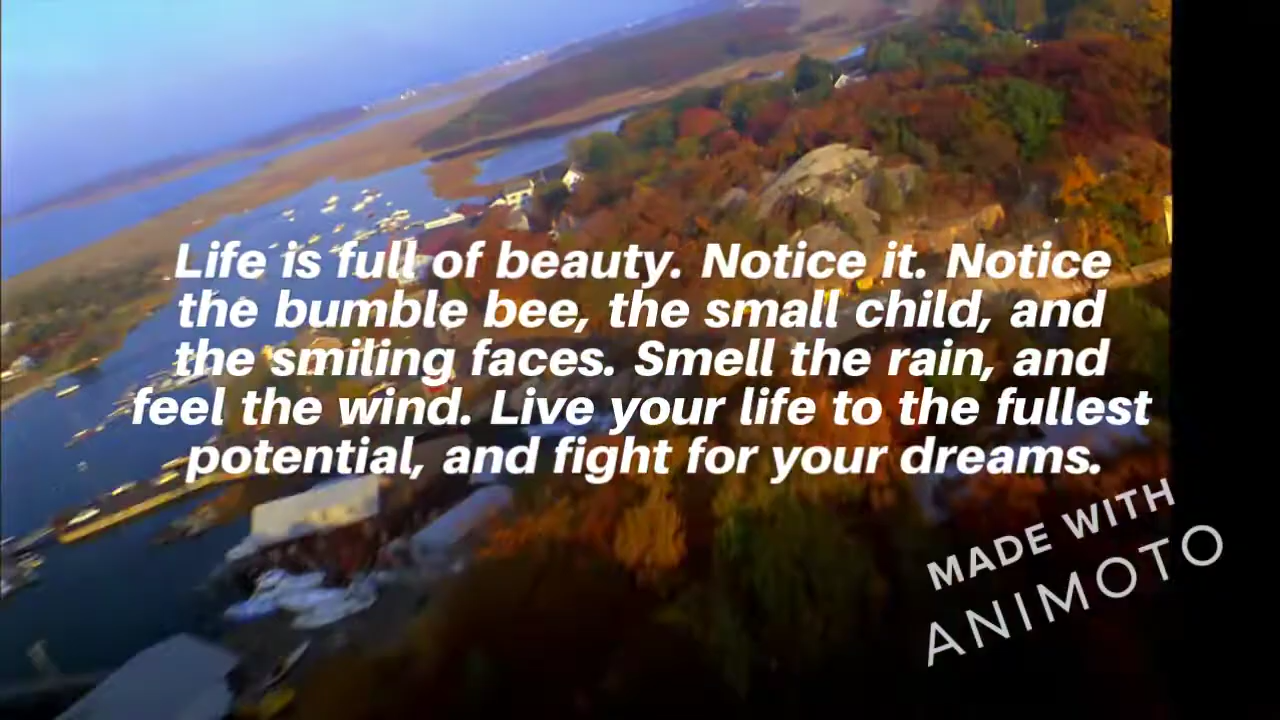 Life is full of beauty. Notice it. Notice
the bumble bee, the small child, and
the smiling faces. Smell the rain, and
feel the wind. Live your life to the fullest
potential, and fight for your dreams.
MADE WITH
ANIMOTO